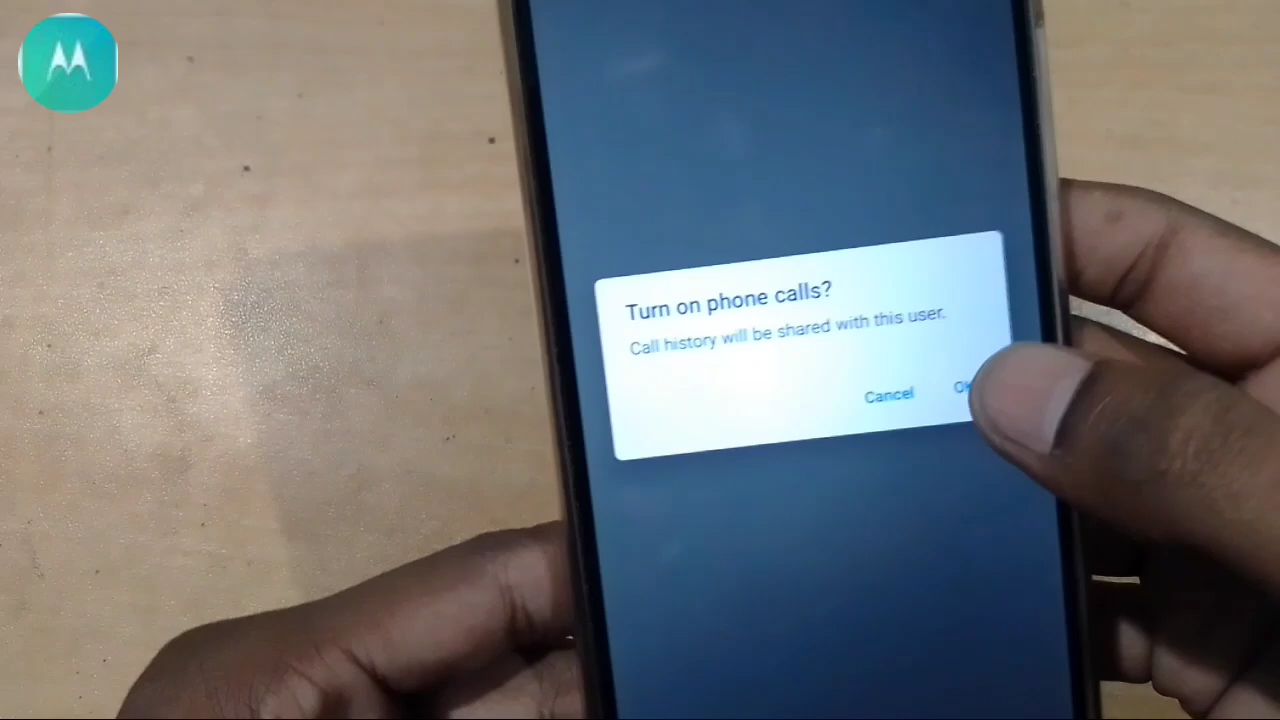 Turn on phone calls?
Call history will be shared with this user.
Cancel